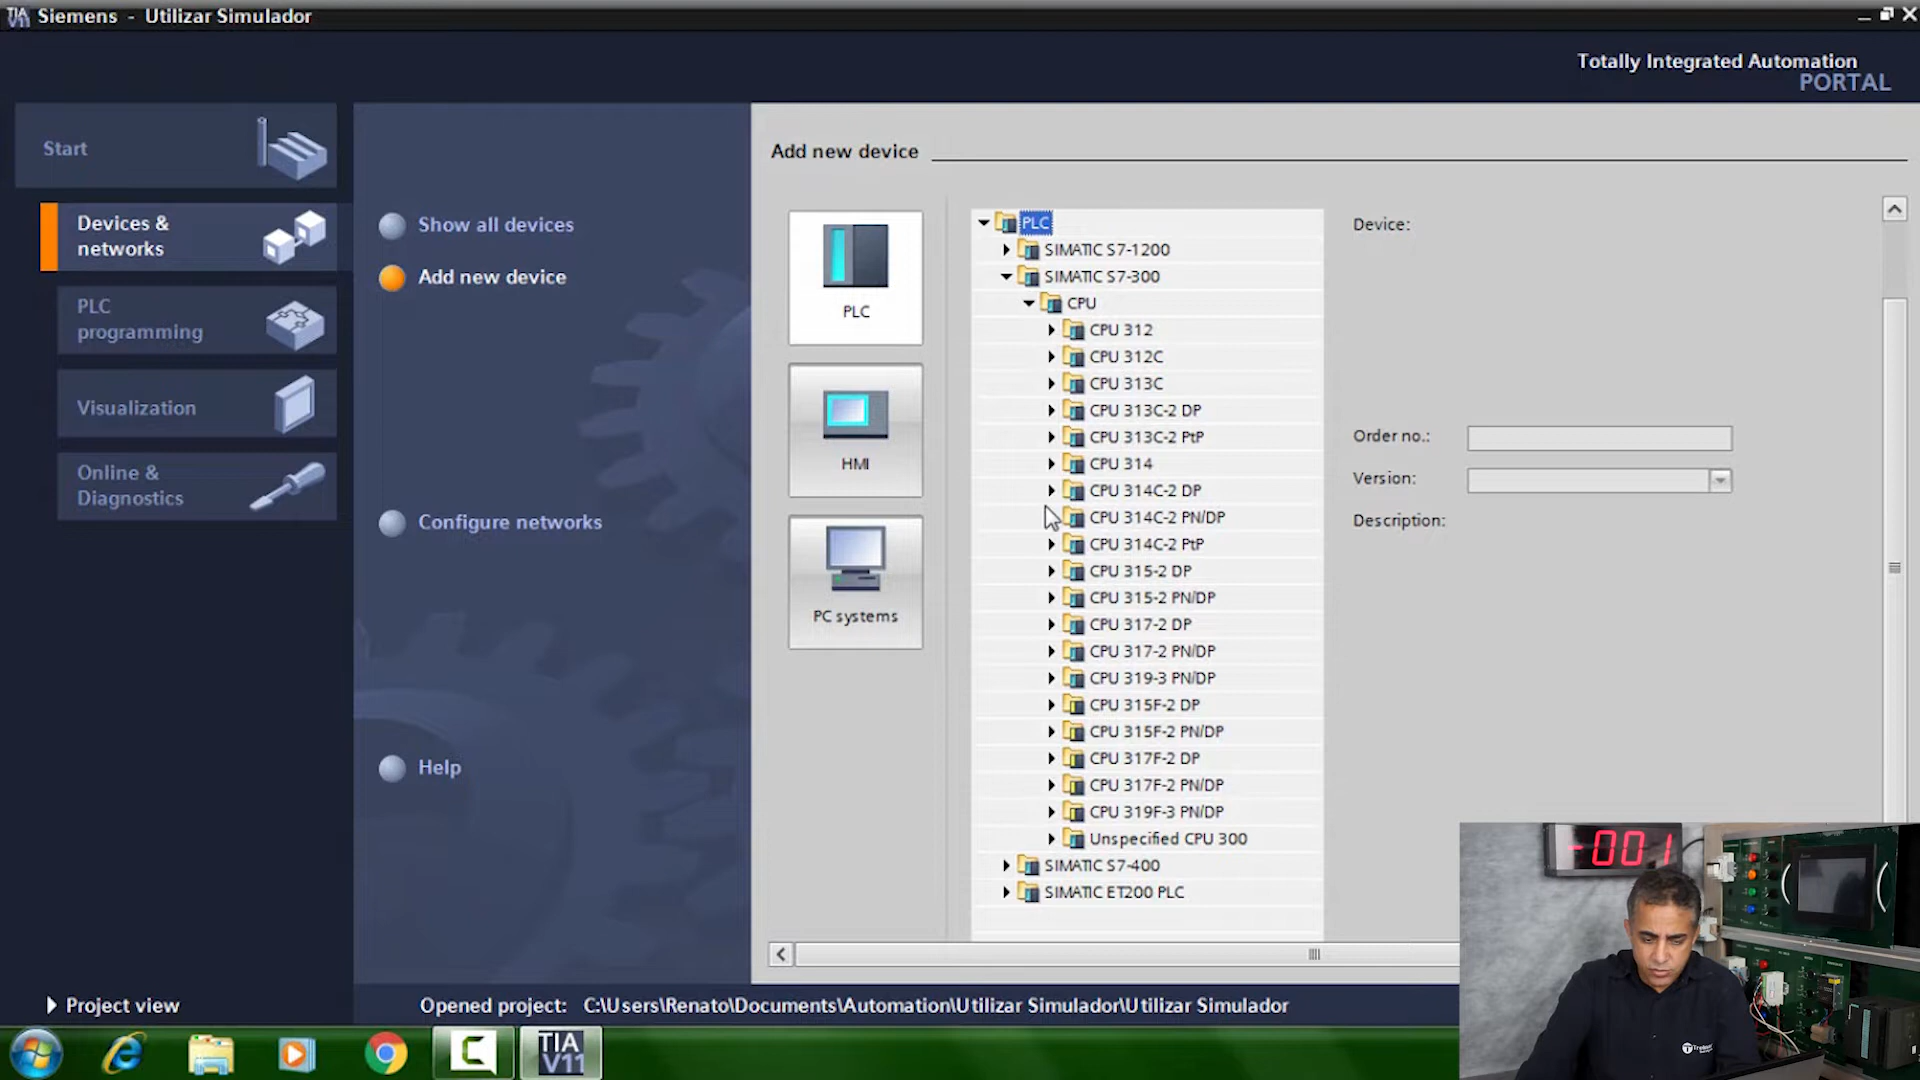 Siemens - Utilizar Simulador
Totally Integrated Automation
PORTAL
Start
Devices &
networks
PLC
programming
Visualization
Online &
Diagnostics
Show all devices
Add new device
Configure networks
Help
Add new device
PLC
HMI
PC systems
PLC
SIMATIC S7-1200
SIMATIC S7-300
CPU
CPU 312
CPU 312C
CPU 313C
CPU 313C-2 DP
CPU 313C-2 PtP
CPU 314
CPU 314C-2 DP
CPU 314C-2 PN/DP
CPU 314C-2 PtP
CPU 315-2 DP
CPU 315-2 PN/DP
CPU 317-2 DP
CPU 317-2 PN/DP
CPU 319-3 PN/DP
CPU 315F-2 DP
CPU 315F-2 PN/DP
CPU 317F-2 DP
CPU 317F-2 PN/DP
CPU 319F-3 PN/DP
Unspecified CPU 300
SIMATIC S7-400
SIMATIC ET200 PLC
Device:
Order no.:
Version:
Description:
-001
Project view
Opened project: C:\Users\Renato\Documents\Automation\Utilizar Simulador\Utilizar Simulador
TIA
V11